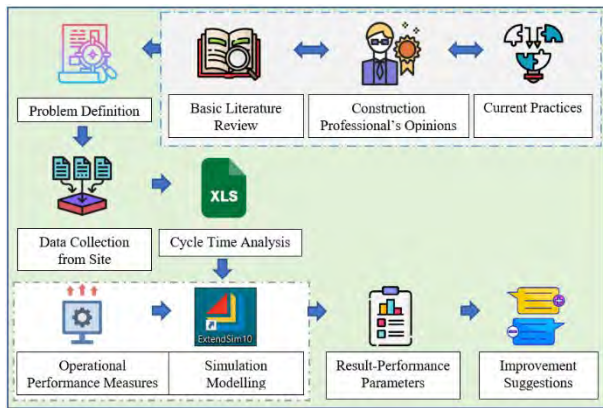 Problem Definition
Basic Literature
Review
Construction
Professional's Opinions
Current Practices
Data Collection
from Site
XLS
Cycle Time Analysis
ExtendSim10
Operational
Performance Measures
Simulation
Modelling
Result-Performance
Parameters
Improvement
Suggestions